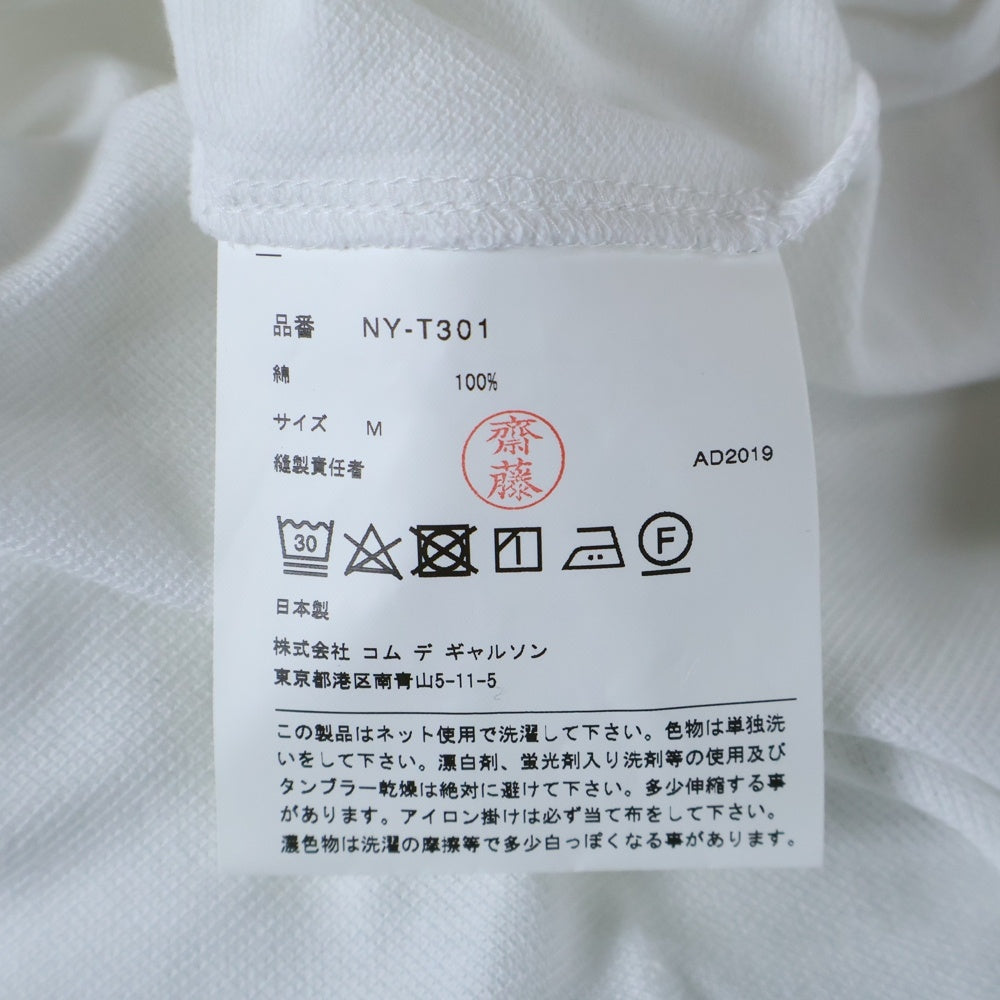 品番 NY-T301
綿 100%
サイズ M
縫製責任者 齋藤 AD2019
30 F
日本製
株式会社 コム デ ギャルソン
東京都港区南青山5-11-5
この製品はネット使用で洗濯して下さい。色物は単独洗
いをして下さい。漂白剤、蛍光剤入り洗剤等の使用及び
タンブラー乾燥は絶対に避けて下さい。多少伸縮する事
があります。アイロン掛けは必ず当て布をして下さい。
濃色物は洗濯の摩擦等で多少白っぽくなる事があります。